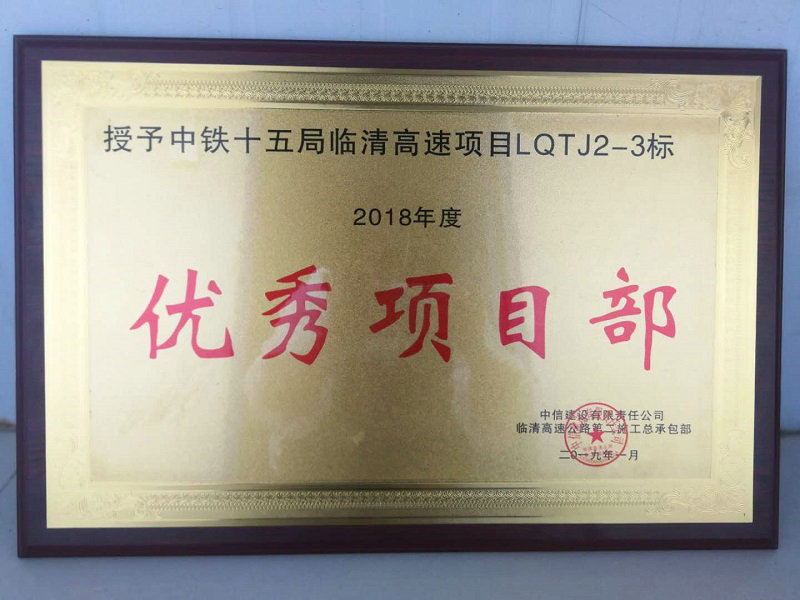 授予中铁十五局临清高速项目LQTJ2-3标
2018年度
优秀项目部
中信建设有限责任公司
临清高速公路第二施工总承包部
二〇一九年一月